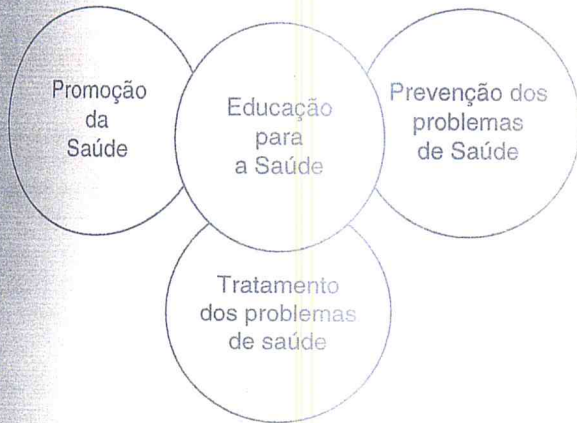 Promoção
da
Saúde
Educação
para
a Saúde
Prevenção dos
problemas
de Saúde
Tratamento
dos problemas
de saúde